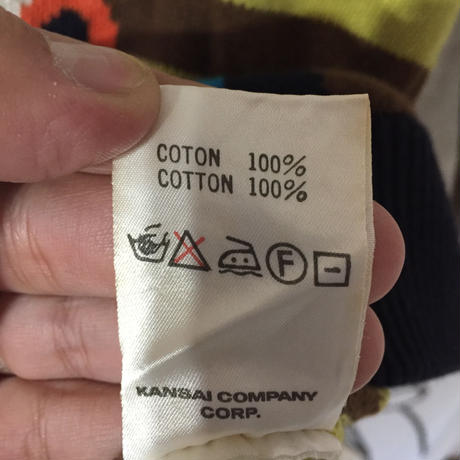 COTON 100%
COTTON 100%
F
KANSAI COMPANY
CORP.